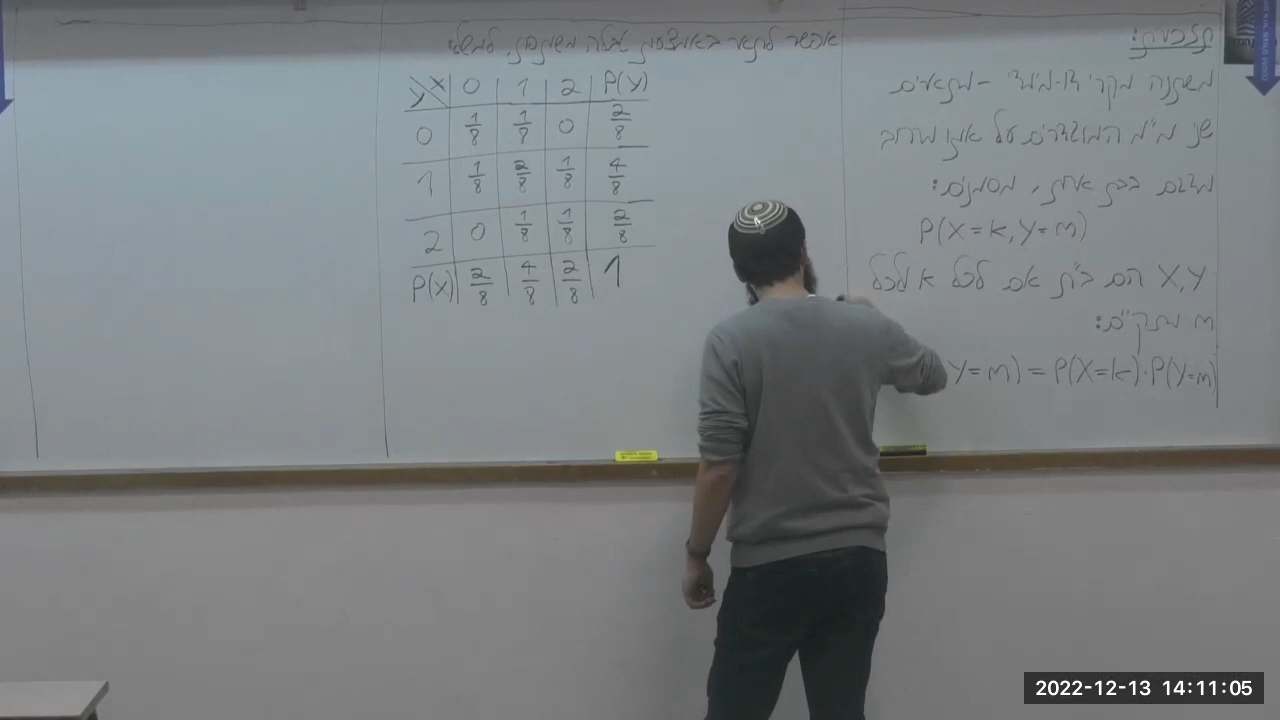 תזכורת:
משתנה מקרי דו-מימדי - מתארים
שני מ"מ המוגדרים על אותו מרחב
מדגם בבת אחת, מסמנים:
P(X=k, Y=m)
X,Y הם ב"ת אם לכל k ולכל
m מתקיים:
Y=m) = P(X=k)·P(Y=m)
אפשר לתאר באמצעות טבלה משותפת, למשל:
Y X 0 1 2 P(Y)
0 1/8 1/8 0 2/8
1 1/8 2/8 1/8 4/8
2 0 1/8 1/8 2/8
P(X) 2/8 4/8 2/8 1
2022-12-13 14:11:05